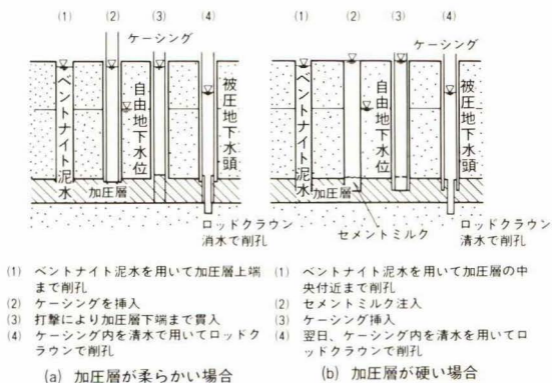 (1) (2) (3) (4)
ケーシング
ベントナイト泥水
自由地下水位
被圧地下水頭
加圧層
ロッドクラウン
消水で削孔
(1) ベントナイト泥水を用いて加圧層上端
まで削孔
(2) ケーシングを挿入
(3) 打撃により加圧層下端まで貫入
(4) ケーシング内を清水で用いてロッドク
ラウンで削孔
(a) 加圧層が柔らかい場合
(1) (2) (3) (4)
ケーシング
ベントナイト泥水
自由地下水位
被圧地下水頭
加圧層
ロッドクラウン
清水で削孔
セメントミルク
(1) ベントナイト泥水を用いて加圧層の中
央付近まで削孔
(2) セメントミルク注入
(3) ケーシング挿入
(4) 翌日、ケーシング内を清水を用いてロ
ッドクラウンで削孔
(b) 加圧層が硬い場合